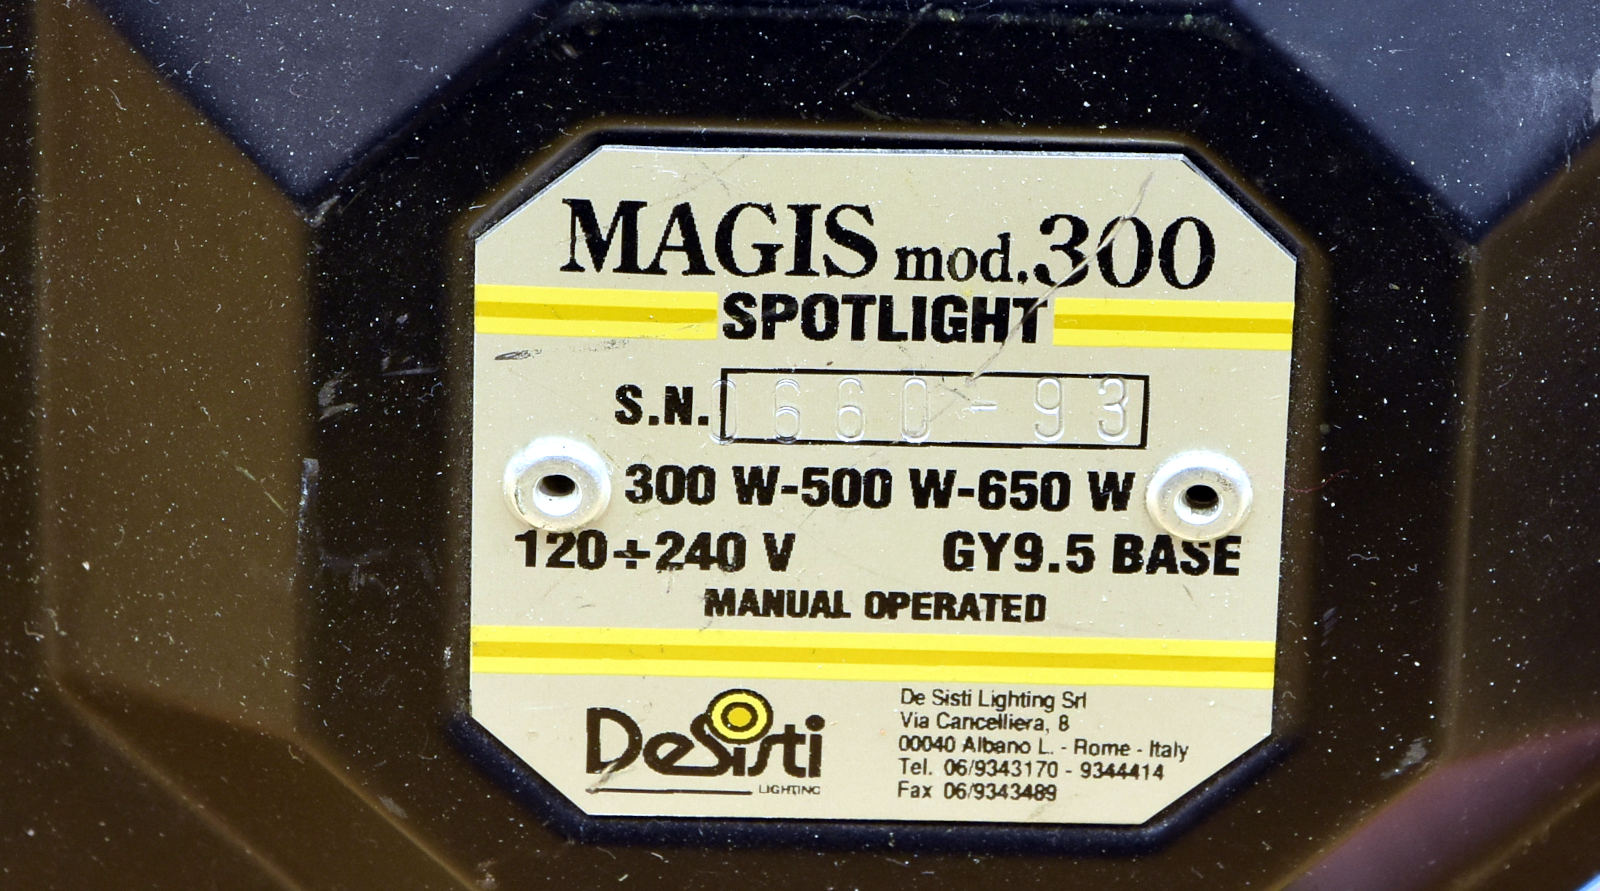 MAGIS mod.300
SPOTLIGHT
S.N. 0660-93
300 W-500 W-650 W
120÷240 V GY9.5 BASE
MANUAL OPERATED
DeSisti
LIGHTING
De Sisti Lighting Srl
Via Cancelliera, 8
00040 Albano L. - Rome - Italy
Tel. 06/9343170 - 9344414
Fax 06/9343489